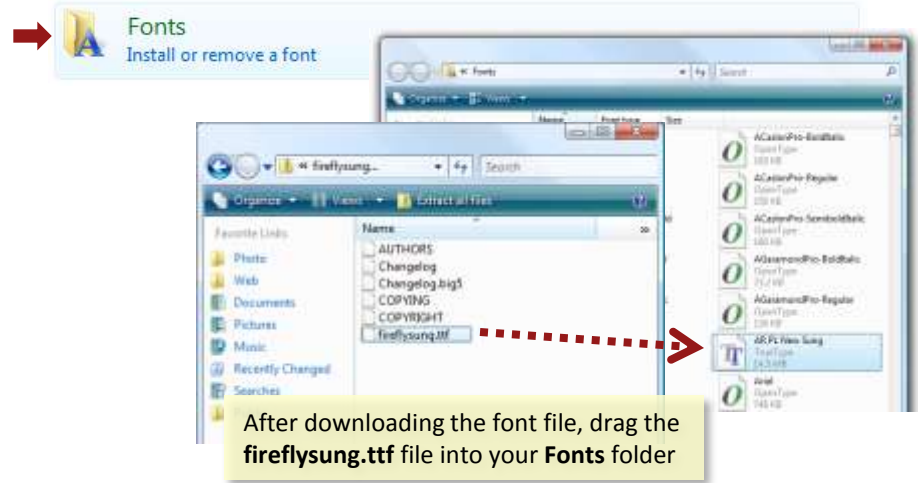 Fonts
Install or remove a font
« Fonts
Search
Organize Views
Name Size
ACaslonPro-BoldItalic
OpenType
ACaslonPro-Regular
OpenType
ACaslonPro-SemiboldItalic
OpenType
AGaramondPro-BoldItalic
OpenType
AGaramondPro-Regular
OpenType
AR PL New Sung
TrueType
Arial
OpenType
« fireflysung...
Search
Organize Views Extract all files
Favorite Links
Photo
Web
Documents
Pictures
Music
Recently Changed
Searches
Name
»
AUTHORS
Changelog
Changelog.big5
COPYING
COPYRIGHT
fireflysung.ttf
After downloading the font file, drag the
fireflysung.ttf file into your Fonts folder